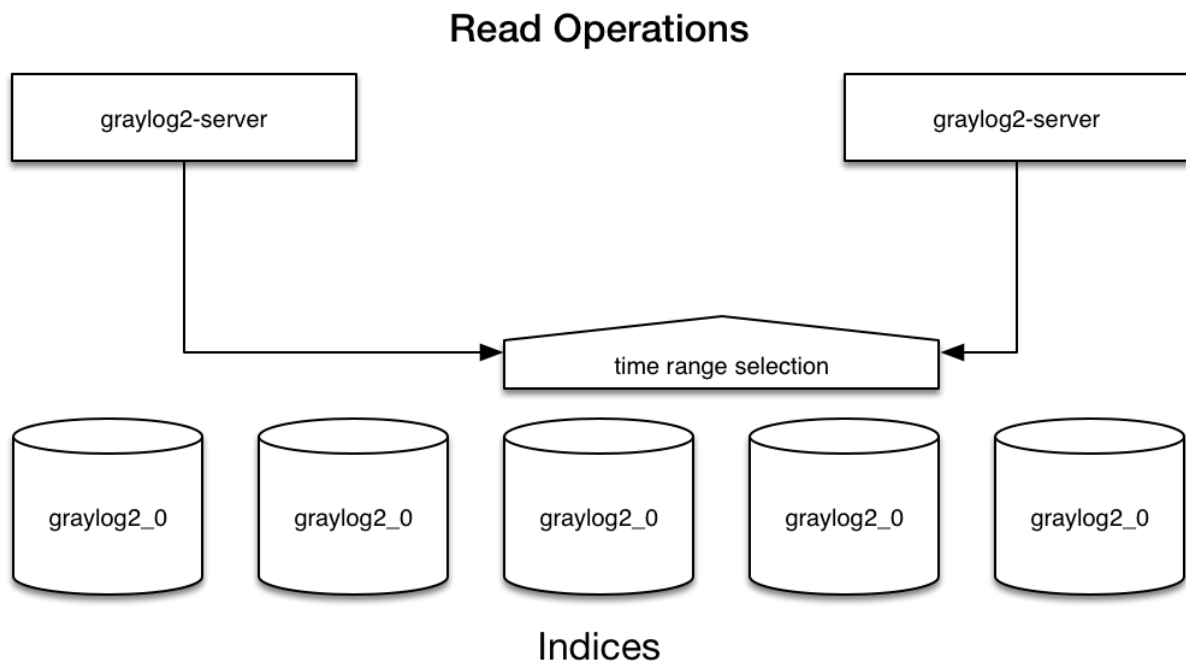 Read Operations
graylog2-server
graylog2-server
time range selection
graylog2_0
graylog2_0
graylog2_0
graylog2_0
graylog2_0
Indices